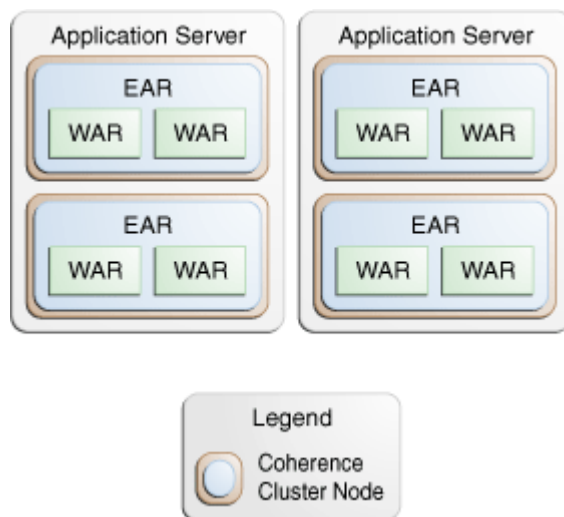 Application Server
EAR
WAR WAR
EAR
WAR WAR
Application Server
EAR
WAR WAR
EAR
WAR WAR
Legend
Coherence
Cluster Node